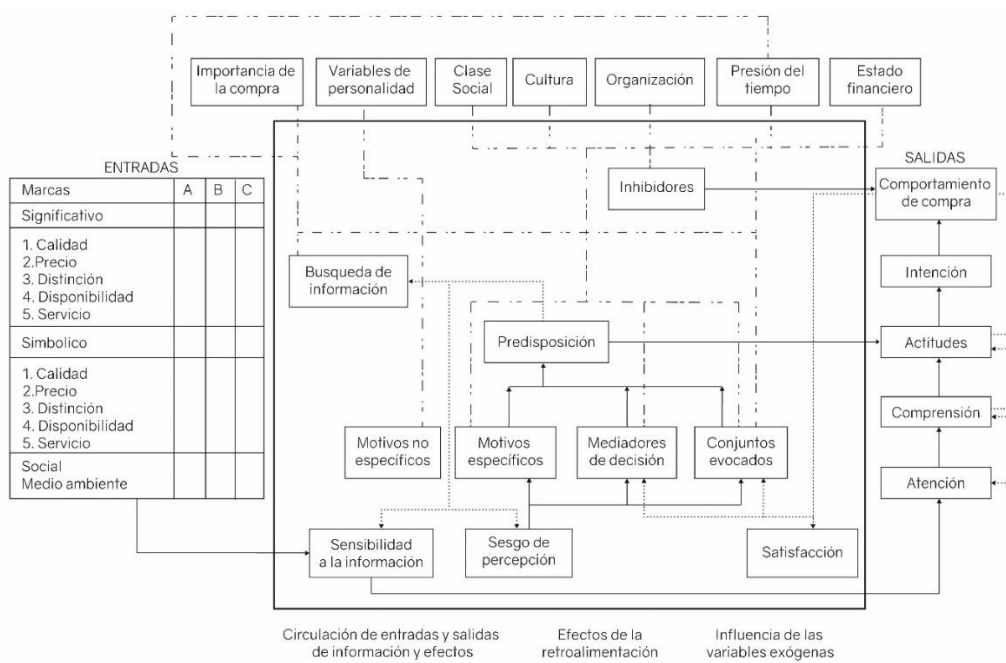 Importancia de
la compra
Variables de
personalidad
Clase
Social
Cultura
Organización
Presión del
tiempo
Estado
financiero
ENTRADAS
Marcas A B C
Significativo
1. Calidad
2.Precio
3. Distinción
4. Disponibilidad
5. Servicio
Simbolico
1. Calidad
2.Precio
3. Distinción
4. Disponibilidad
5. Servicio
Social
Medio ambiente
Inhibidores
Busqueda de
información
Predisposición
Motivos no
específicos
Motivos
específicos
Mediadores
de decisión
Conjuntos
evocados
Sensibilidad
a la información
Sesgo de
percepción
Satisfacción
SALIDAS
Comportamiento
de compra
Intención
Actitudes
Comprensión
Atención
Circulación de entradas y salidas
de información y efectos
Efectos de la
retroalimentación
Influencia de las
variables exógenas